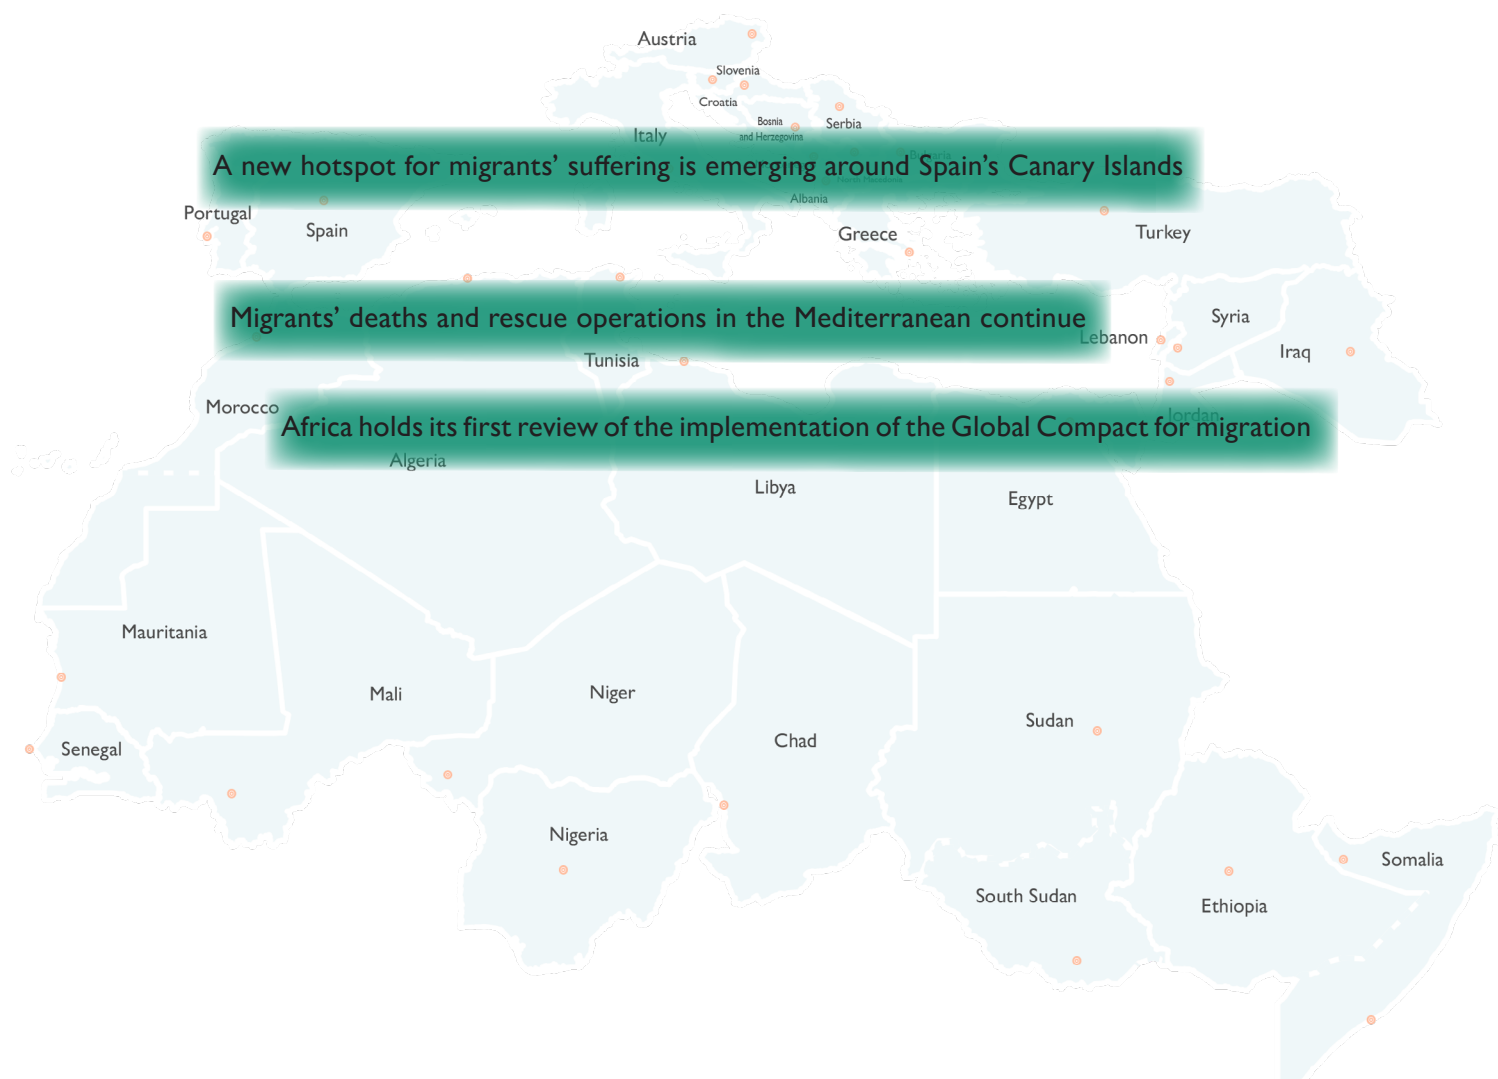 Austria
Slovenia
Croatia
Bosnia
and Herzegovina
Serbia
Italy
Bulgaria
A new hotspot for migrants’ suffering is emerging around Spain’s Canary Islands
North Macedonia
Albania
Portugal
Spain
Greece
Turkey
Syria
Migrants’ deaths and rescue operations in the Mediterranean continue
Lebanon
Iraq
Tunisia
Morocco
Jordan
Africa holds its first review of the implementation of the Global Compact for migration
Algeria
Libya
Egypt
Mauritania
Mali
Niger
Sudan
Chad
Senegal
Nigeria
Somalia
South Sudan
Ethiopia